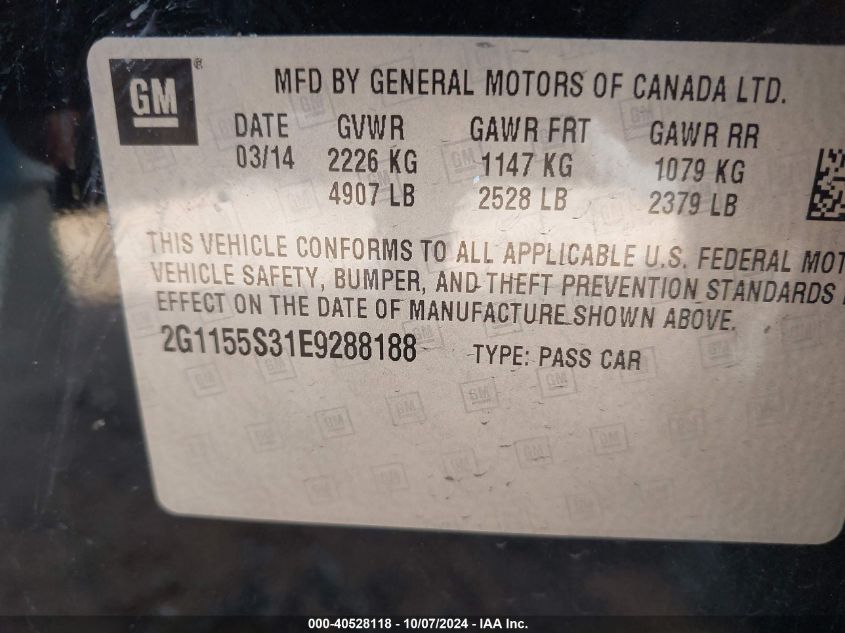 GM®
MFD BY GENERAL MOTORS OF CANADA LTD.
DATE GVWR GAWR FRT GAWR RR
03/14 2226 KG 1147 KG 1079 KG
4907 LB 2528 LB 2379 LB
THIS VEHICLE CONFORMS TO ALL APPLICABLE U.S. FEDERAL MOT
VEHICLE SAFETY, BUMPER, AND THEFT PREVENTION STANDARDS
EFFECT ON THE DATE OF MANUFACTURE SHOWN ABOVE.
2G1155S31E9288188 TYPE: PASS CAR
000-40528118 - 10/07/2024 - IAA Inc.